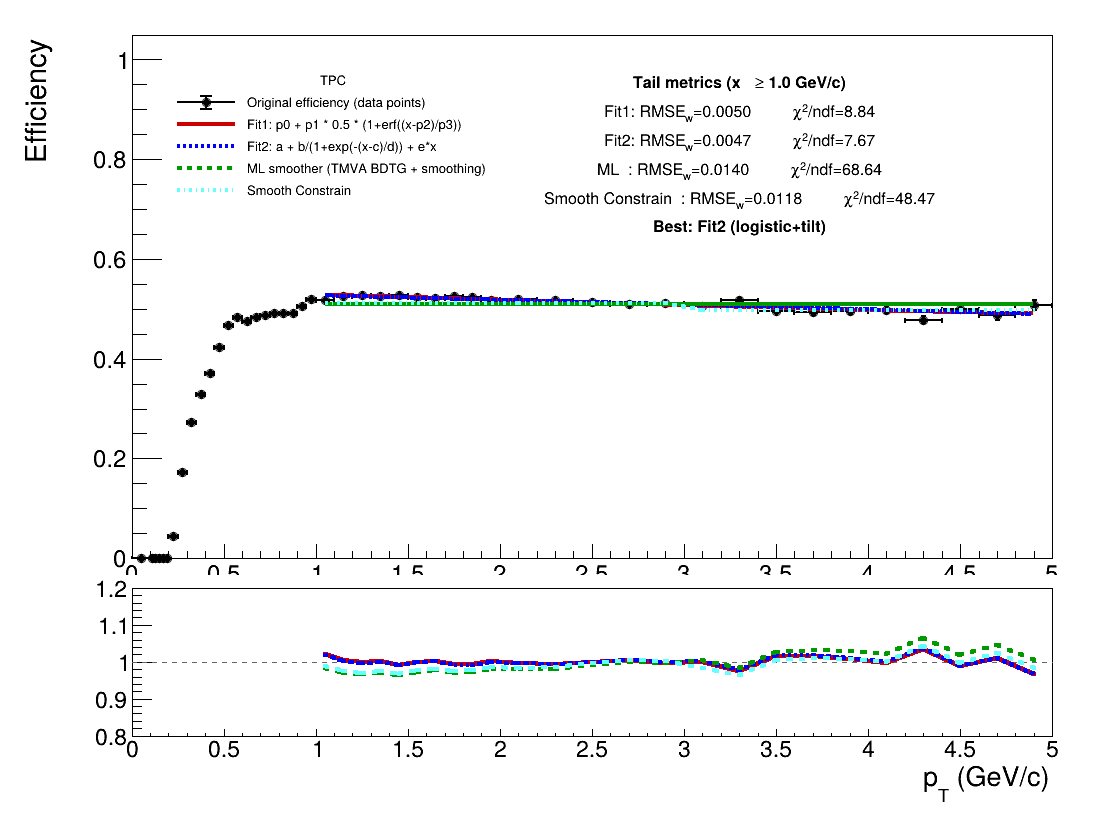 Efficiency
1
0.8
0.6
0.4
0.2
0
TPC
Original efficiency (data points)
Fit1: p0 + p1 * 0.5 * (1+erf((x-p2)/p3))
Fit2: a + b/(1+exp(-(x-c)/d)) + e*x
ML smoother (TMVA BDTG + smoothing)
Smooth Constrain
Tail metrics (x ≥ 1.0 GeV/c)
Fit1: RMSE_w=0.0050 χ²/ndf=8.84
Fit2: RMSE_w=0.0047 χ²/ndf=7.67
ML : RMSE_w=0.0140 χ²/ndf=68.64
Smooth Constrain : RMSE_w=0.0118 χ²/ndf=48.47
Best: Fit2 (logistic+tilt)
0 0.5 1 1.5 2 2.5 3 3.5 4 4.5 5
1.2
1.1
1
0.9
0.8
0 0.5 1 1.5 2 2.5 3 3.5 4 4.5 5
p_T (GeV/c)